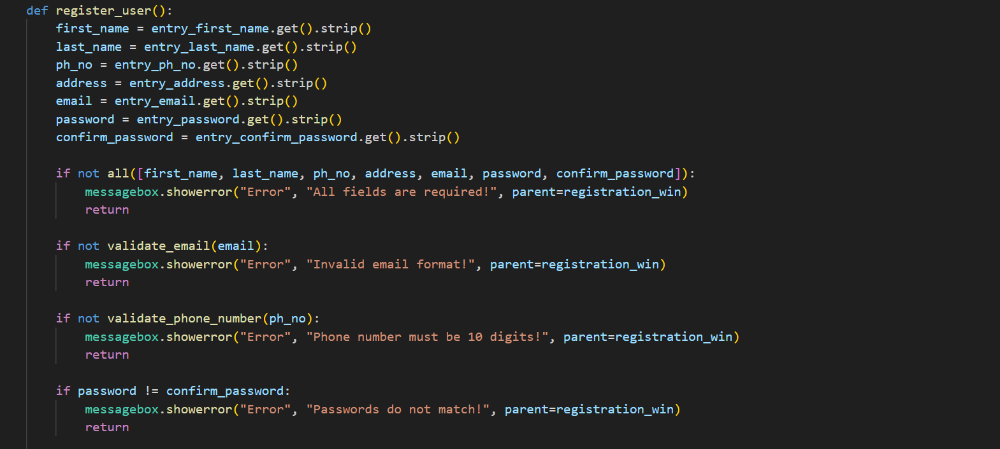 def register_user():
    first_name = entry_first_name.get().strip()
    last_name = entry_last_name.get().strip()
    ph_no = entry_ph_no.get().strip()
    address = entry_address.get().strip()
    email = entry_email.get().strip()
    password = entry_password.get().strip()
    confirm_password = entry_confirm_password.get().strip()

    if not all([first_name, last_name, ph_no, address, email, password, confirm_password]):
        messagebox.showerror("Error", "All fields are required!", parent=registration_win)
        return

    if not validate_email(email):
        messagebox.showerror("Error", "Invalid email format!", parent=registration_win)
        return

    if not validate_phone_number(ph_no):
        messagebox.showerror("Error", "Phone number must be 10 digits!", parent=registration_win)
        return

    if password != confirm_password:
        messagebox.showerror("Error", "Passwords do not match!", parent=registration_win)
        return